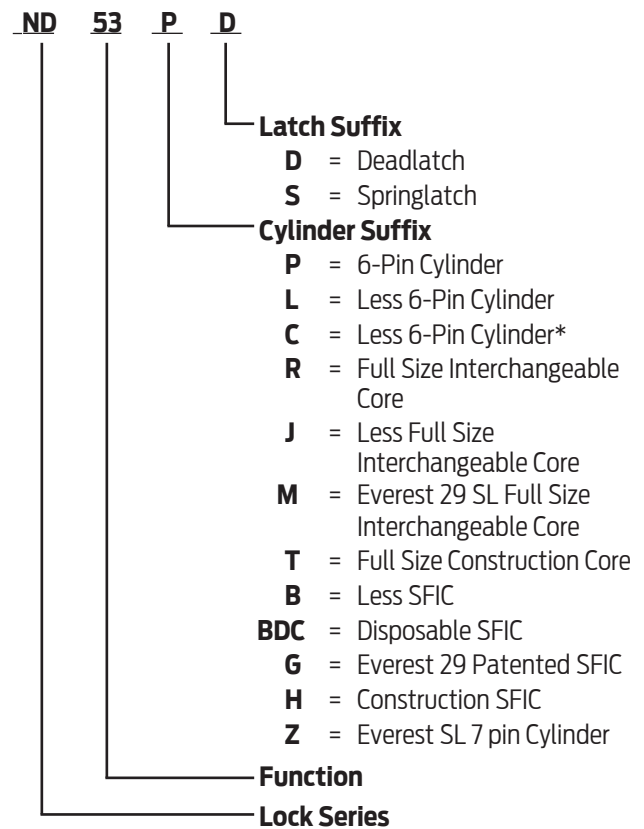 ND 53 P D
Latch Suffix
D = Deadlatch
S = Springlatch
Cylinder Suffix
P = 6-Pin Cylinder
L = Less 6-Pin Cylinder
C = Less 6-Pin Cylinder*
R = Full Size Interchangeable
Core
J = Less Full Size
Interchangeable Core
M = Everest 29 SL Full Size
Interchangeable Core
T = Full Size Construction Core
B = Less SFIC
BDC = Disposable SFIC
G = Everest 29 Patented SFIC
H = Construction SFIC
Z = Everest SL 7 pin Cylinder
Function
Lock Series